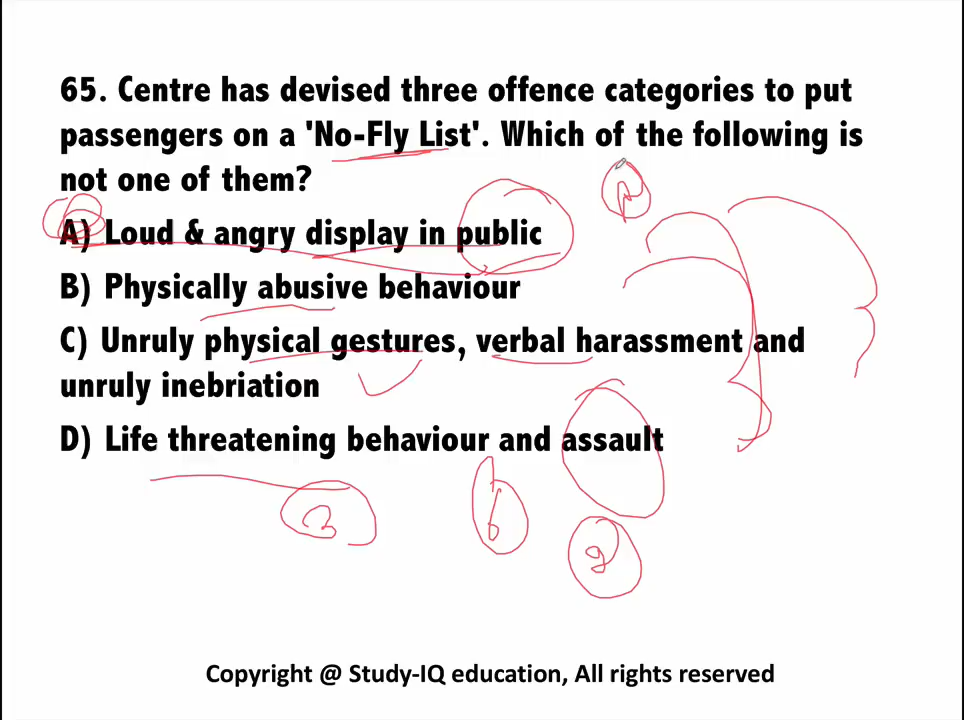 65. Centre has devised three offence categories to put
passengers on a 'No-Fly List'. Which of the following is
not one of them?
A) Loud & angry display in public
B) Physically abusive behaviour
C) Unruly physical gestures, verbal harassment and
unruly inebriation
D) Life threatening behaviour and assault
3
Copyright @ Study-IQ education, All rights reserved